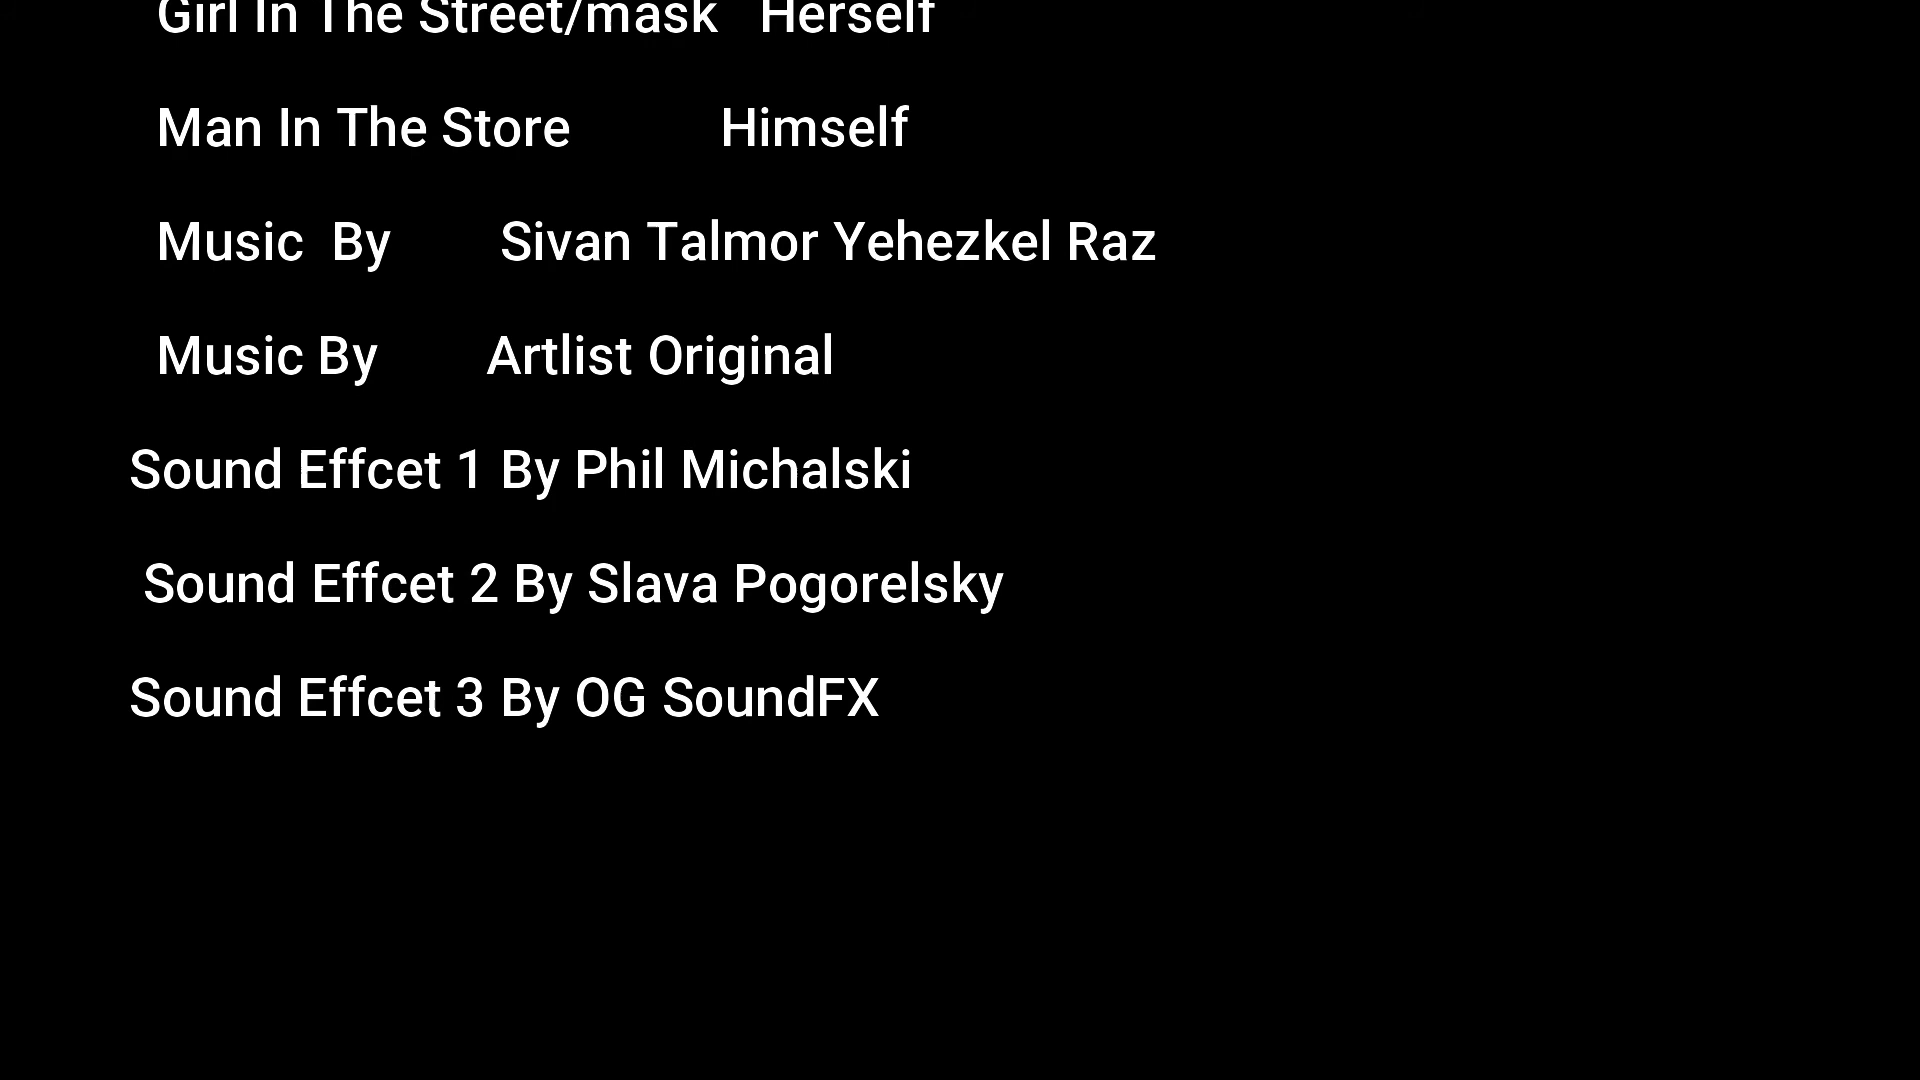 Girl In The Street/mask Herself
Man In The Store Himself
Music By Sivan Talmor Yehezkel Raz
Music By Artlist Original
Sound Effcet 1 By Phil Michalski
Sound Effcet 2 By Slava Pogorelsky
Sound Effcet 3 By OG SoundFX